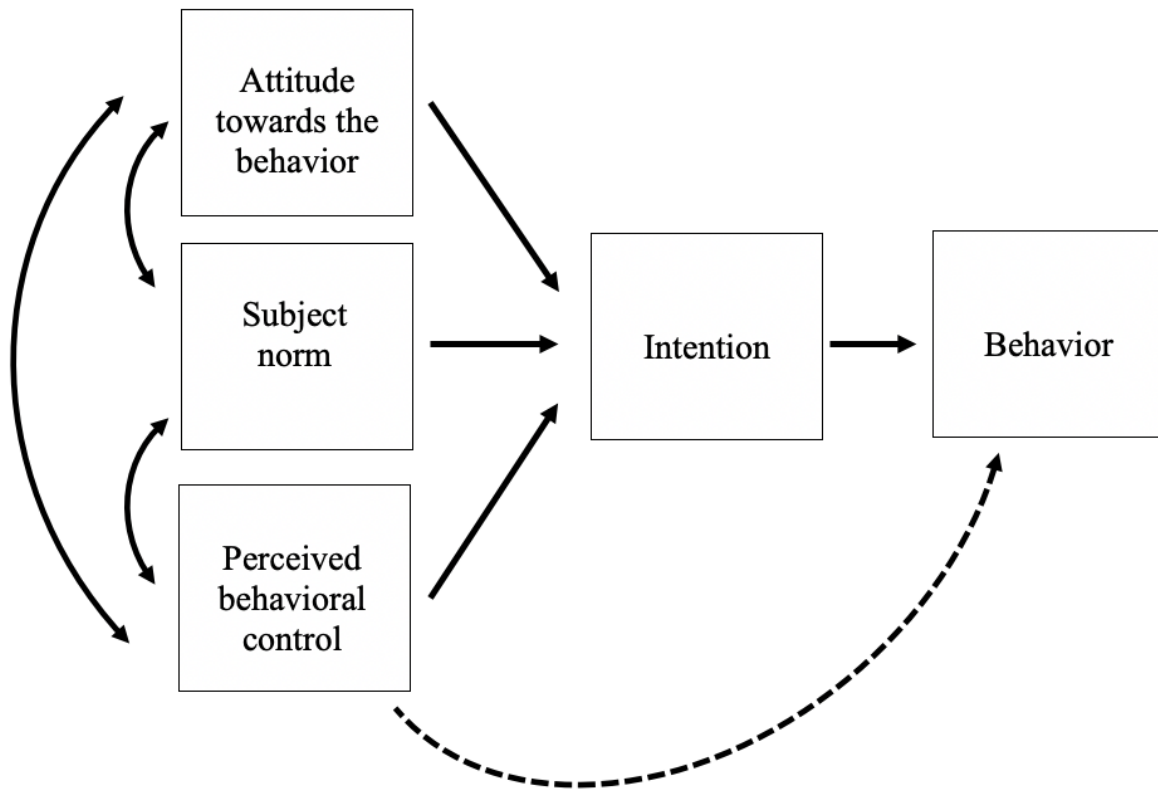 Attitude
towards the
behavior
Subject
norm
Perceived
behavioral
control
Intention
Behavior